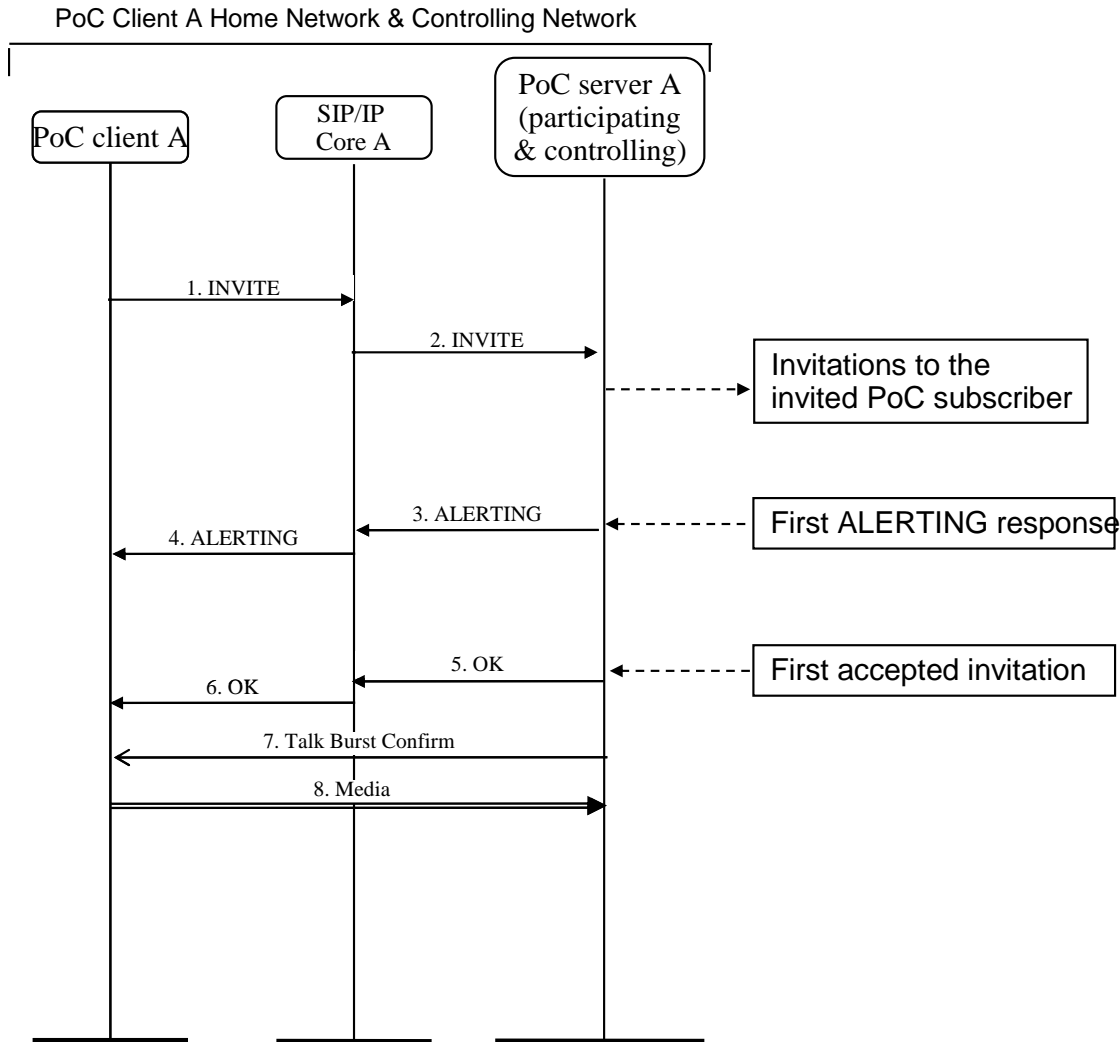 PoC Client A Home Network & Controlling Network
PoC client A
SIP/IP
Core A
PoC server A
(participating
& controlling)
1. INVITE
2. INVITE
Invitations to the
invited PoC subscriber
3. ALERTING
First ALERTING response
4. ALERTING
5. OK
First accepted invitation
6. OK
7. Talk Burst Confirm
8. Media